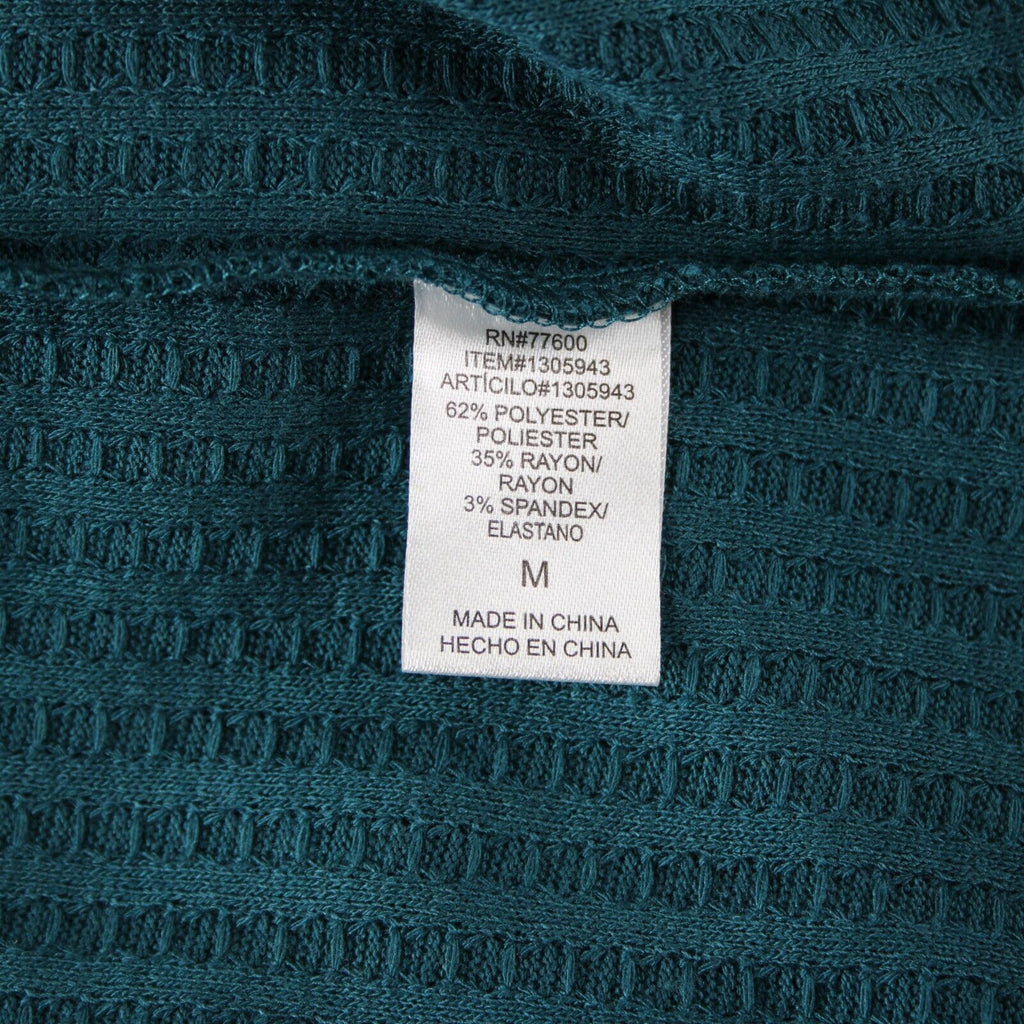 RN#77600
ITEM#1305943
ARTÍCILO#1305943
62% POLYESTER/
POLIESTER
35% RAYON/
RAYON
3% SPANDEX/
ELASTANO
M
MADE IN CHINA
HECHO EN CHINA